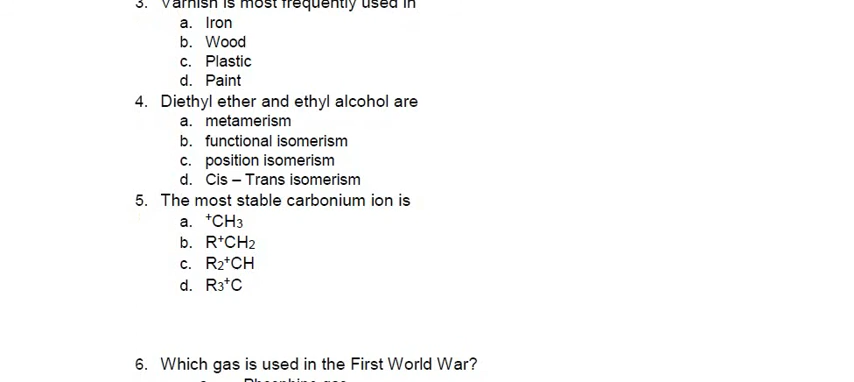 3. Varnish is most frequently used in
a. Iron
b. Wood
c. Plastic
d. Paint
4. Diethyl ether and ethyl alcohol are
a. metamerism
b. functional isomerism
c. position isomerism
d. Cis – Trans isomerism
5. The most stable carbonium ion is
a. ⁺CH₃
b. R⁺CH₂
c. R₂⁺CH
d. R₃⁺C
6. Which gas is used in the First World War?